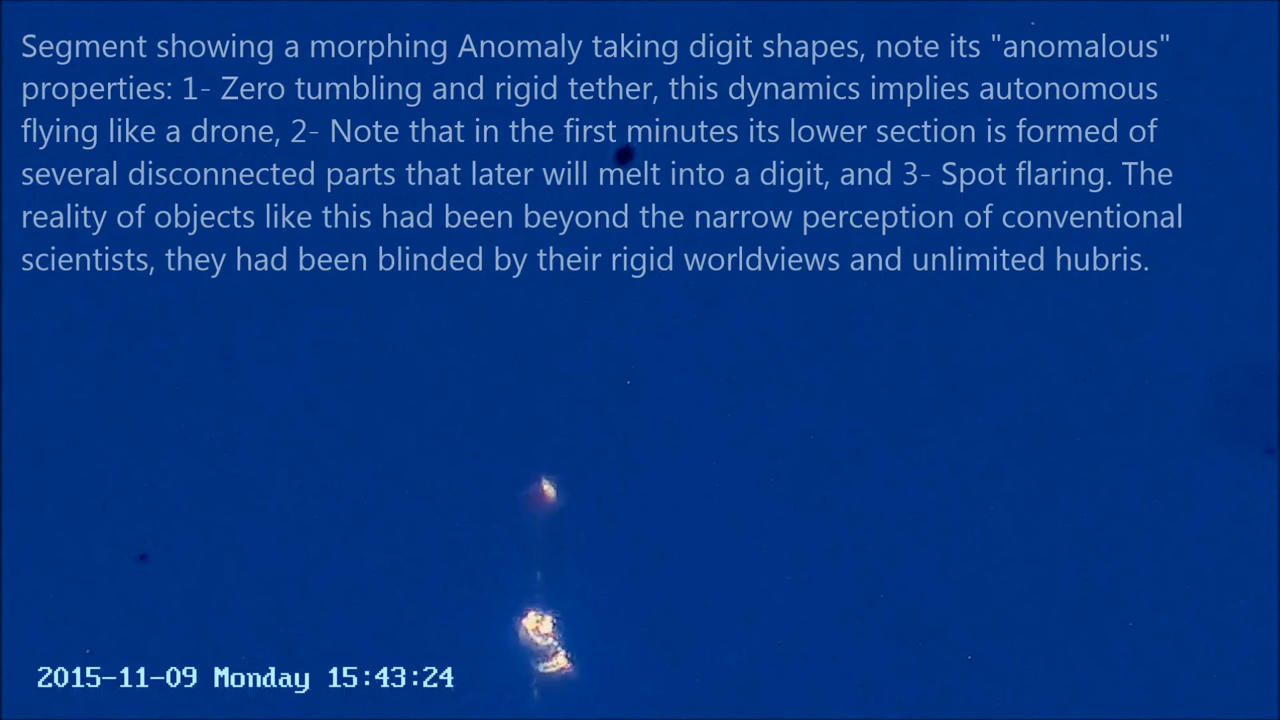 Segment showing a morphing Anomaly taking digit shapes, note its "anomalous"
properties: 1- Zero tumbling and rigid tether, this dynamics implies autonomous
flying like a drone, 2- Note that in the first minutes its lower section is formed of
several disconnected parts that later will melt into a digit, and 3- Spot flaring. The
reality of objects like this had been beyond the narrow perception of conventional
scientists, they had been blinded by their rigid worldviews and unlimited hubris.
2015-11-09 Monday 15:43:24